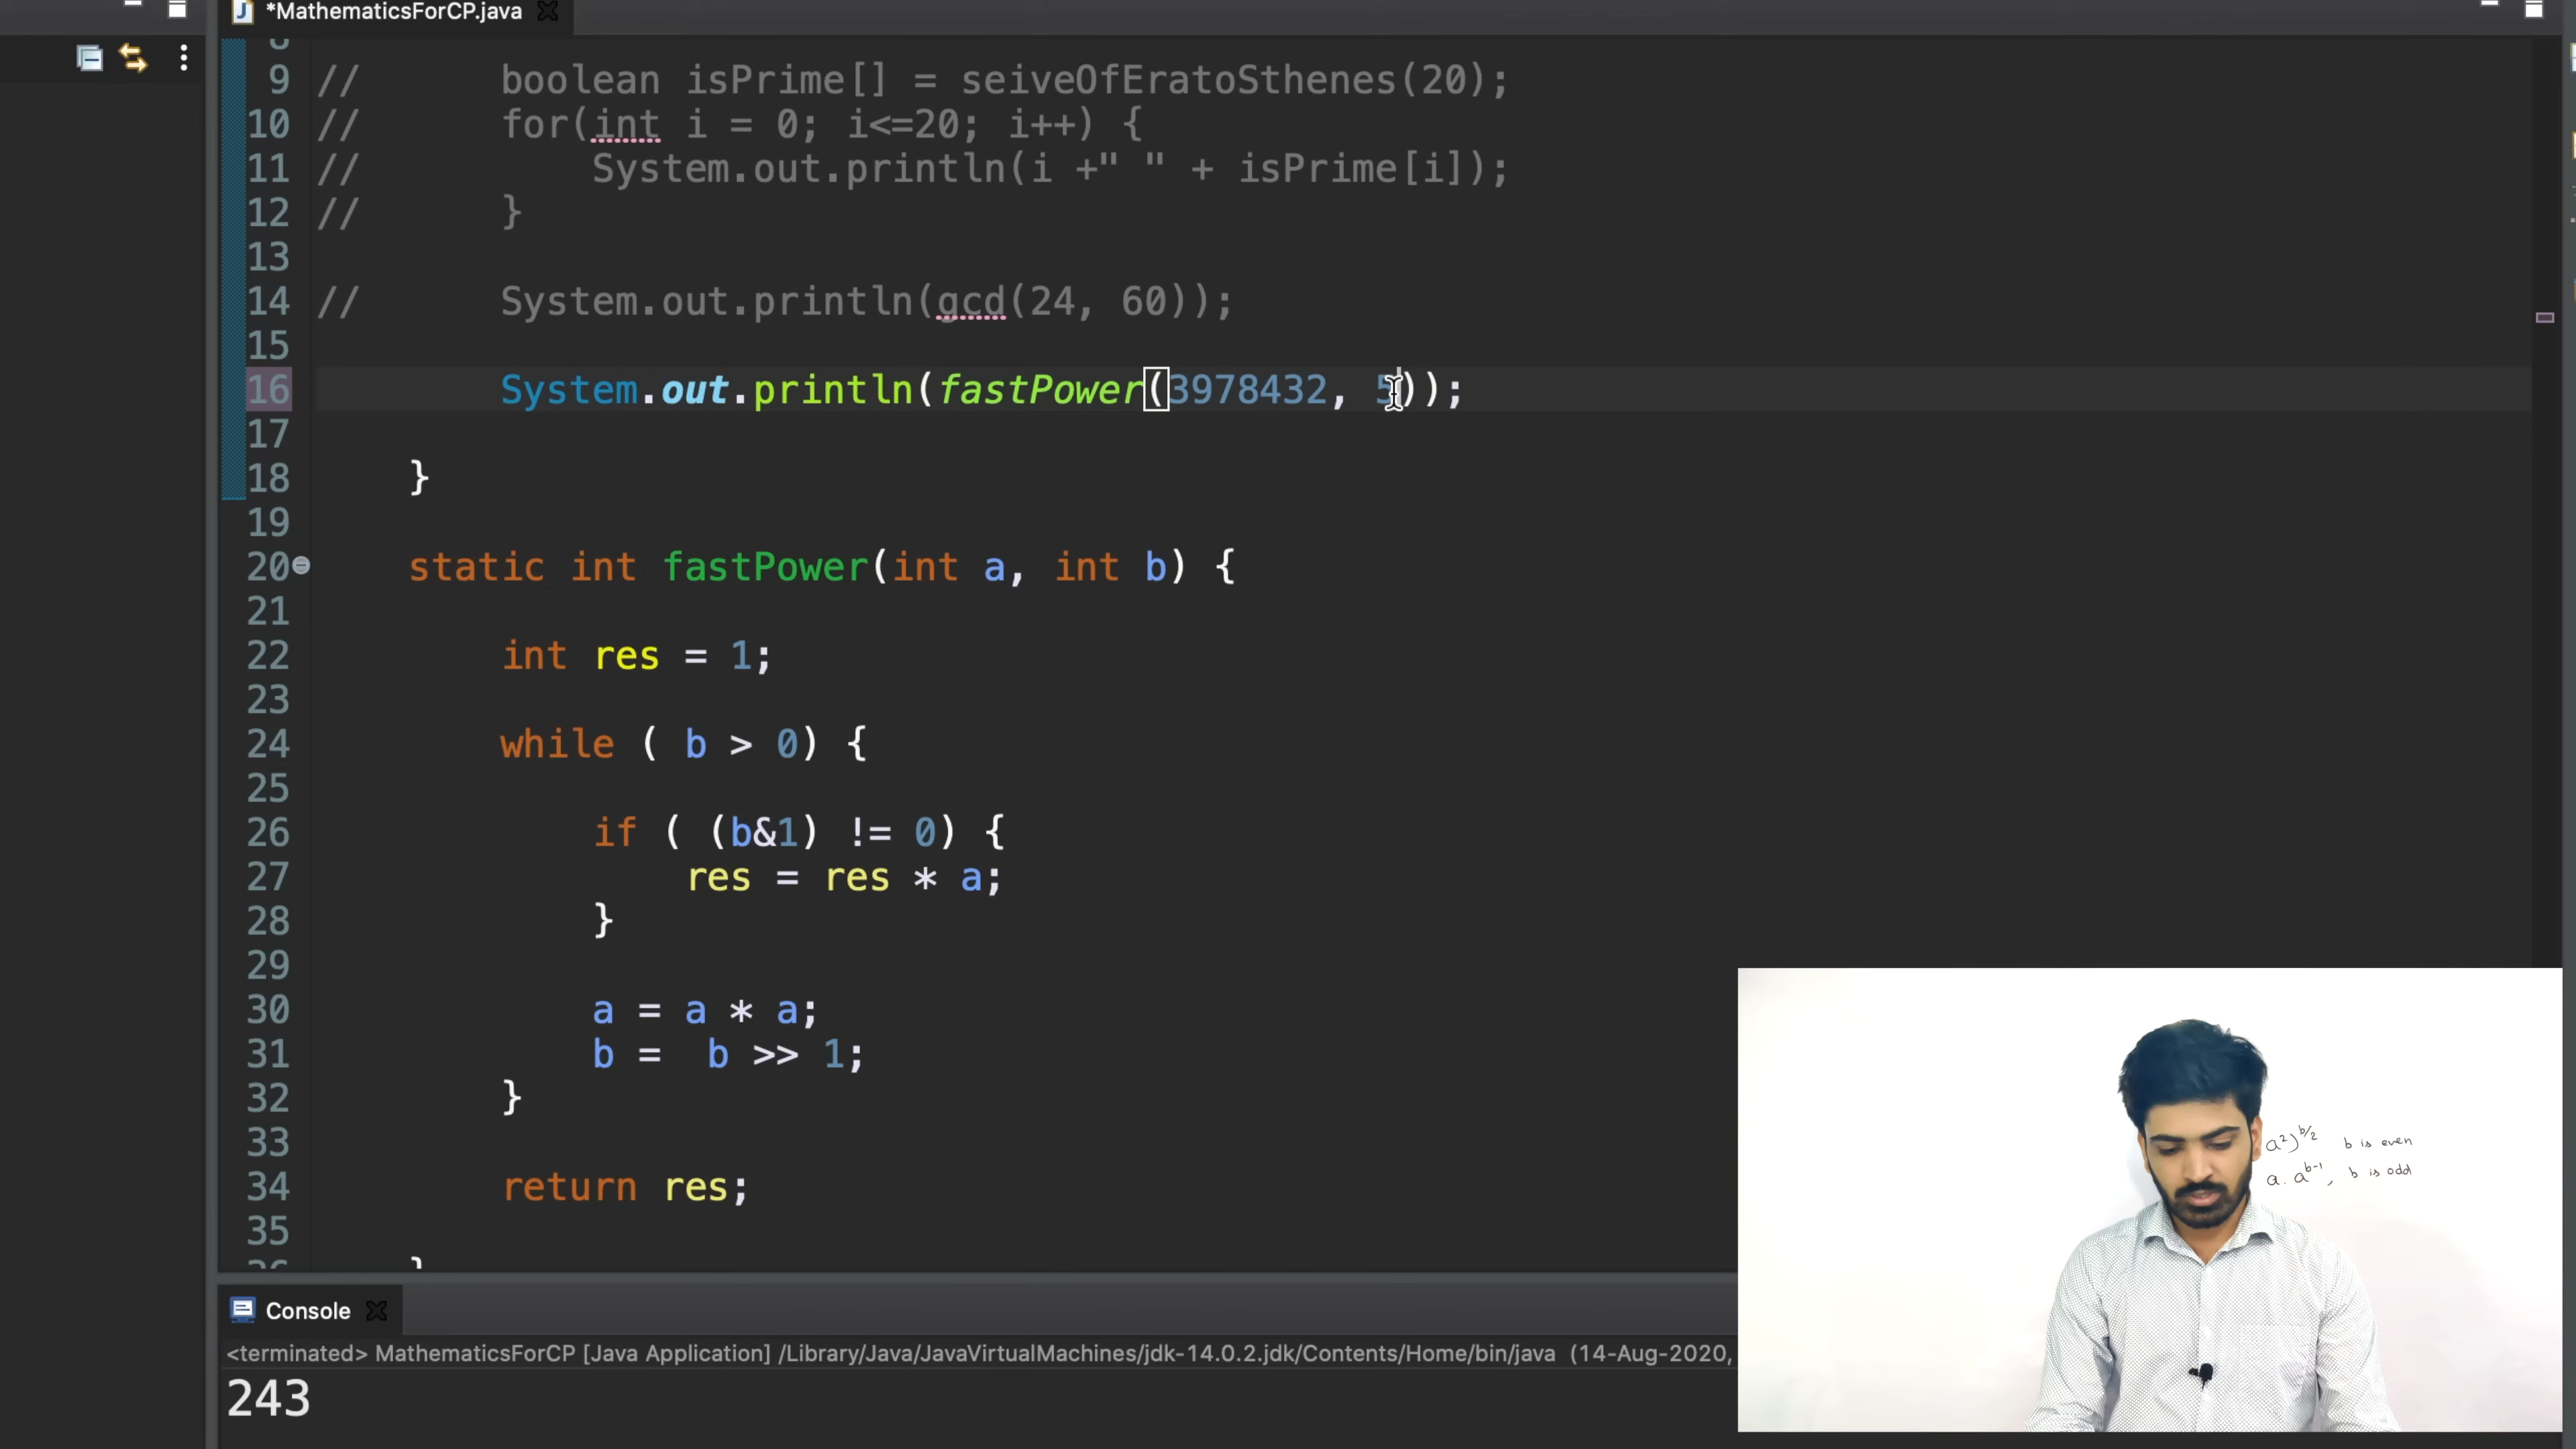 *MathematicsForCP.java
8
9 // boolean isPrime[] = seiveOfEratoSthenes(20);
10 // for(int i = 0; i<=20; i++) {
11 // System.out.println(i +" " + isPrime[i]);
12 // }
13
14 // System.out.println(gcd(24, 60));
15
16 System.out.println(fastPower(3978432, 5));
17
18 }
19
20 static int fastPower(int a, int b) {
21
22 int res = 1;
23
24 while ( b > 0) {
25
26 if ( (b&1) != 0) {
27 res = res * a;
28 }
29
30 a = a * a;
31 b =  b >> 1;
32 }
33
34 return res;
35
36 }
a²)^b/2 b is even
a. a^b-1, b is odd
Console
<terminated> MathematicsForCP [Java Application] /Library/Java/JavaVirtualMachines/jdk-14.0.2.jdk/Contents/Home/bin/java (14-Aug-2020,
243